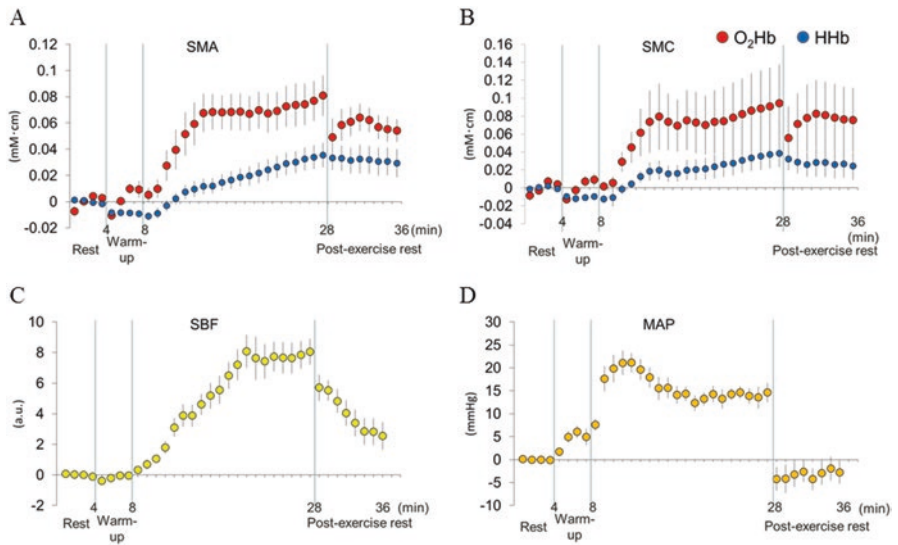 A
SMA
0.12
0.1
0.08
0.06
0.04
0.02
0
-0.02
(mM·cm)
4
8
28
36 (min)
Rest
Warm-
up
Post-exercise rest
B
SMC
O₂Hb
HHb
0.16
0.14
0.12
0.1
0.08
0.06
0.04
0.02
0
-0.02
-0.04
(mM·cm)
4
8
28
36
(min)
Rest
Warm-
up
Post-exercise rest
C
SBF
10
8
6
4
2
0
-2
(a.u.)
4
8
28
36
(min)
Rest
Warm-
up
Post-exercise rest
D
MAP
30
25
20
15
10
5
0
-5
-10
(mmHg)
4
8
28
36
(min)
Rest
Warm-
up
Post-exercise rest